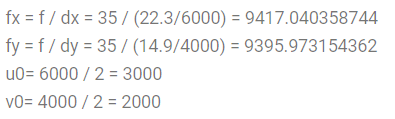 fx = f / dx = 35 / (22.3/6000) = 9417.040358744
fy = f / dy = 35 / (14.9/4000) = 9395.973154362
u0= 6000 / 2 = 3000
v0= 4000 / 2 = 2000